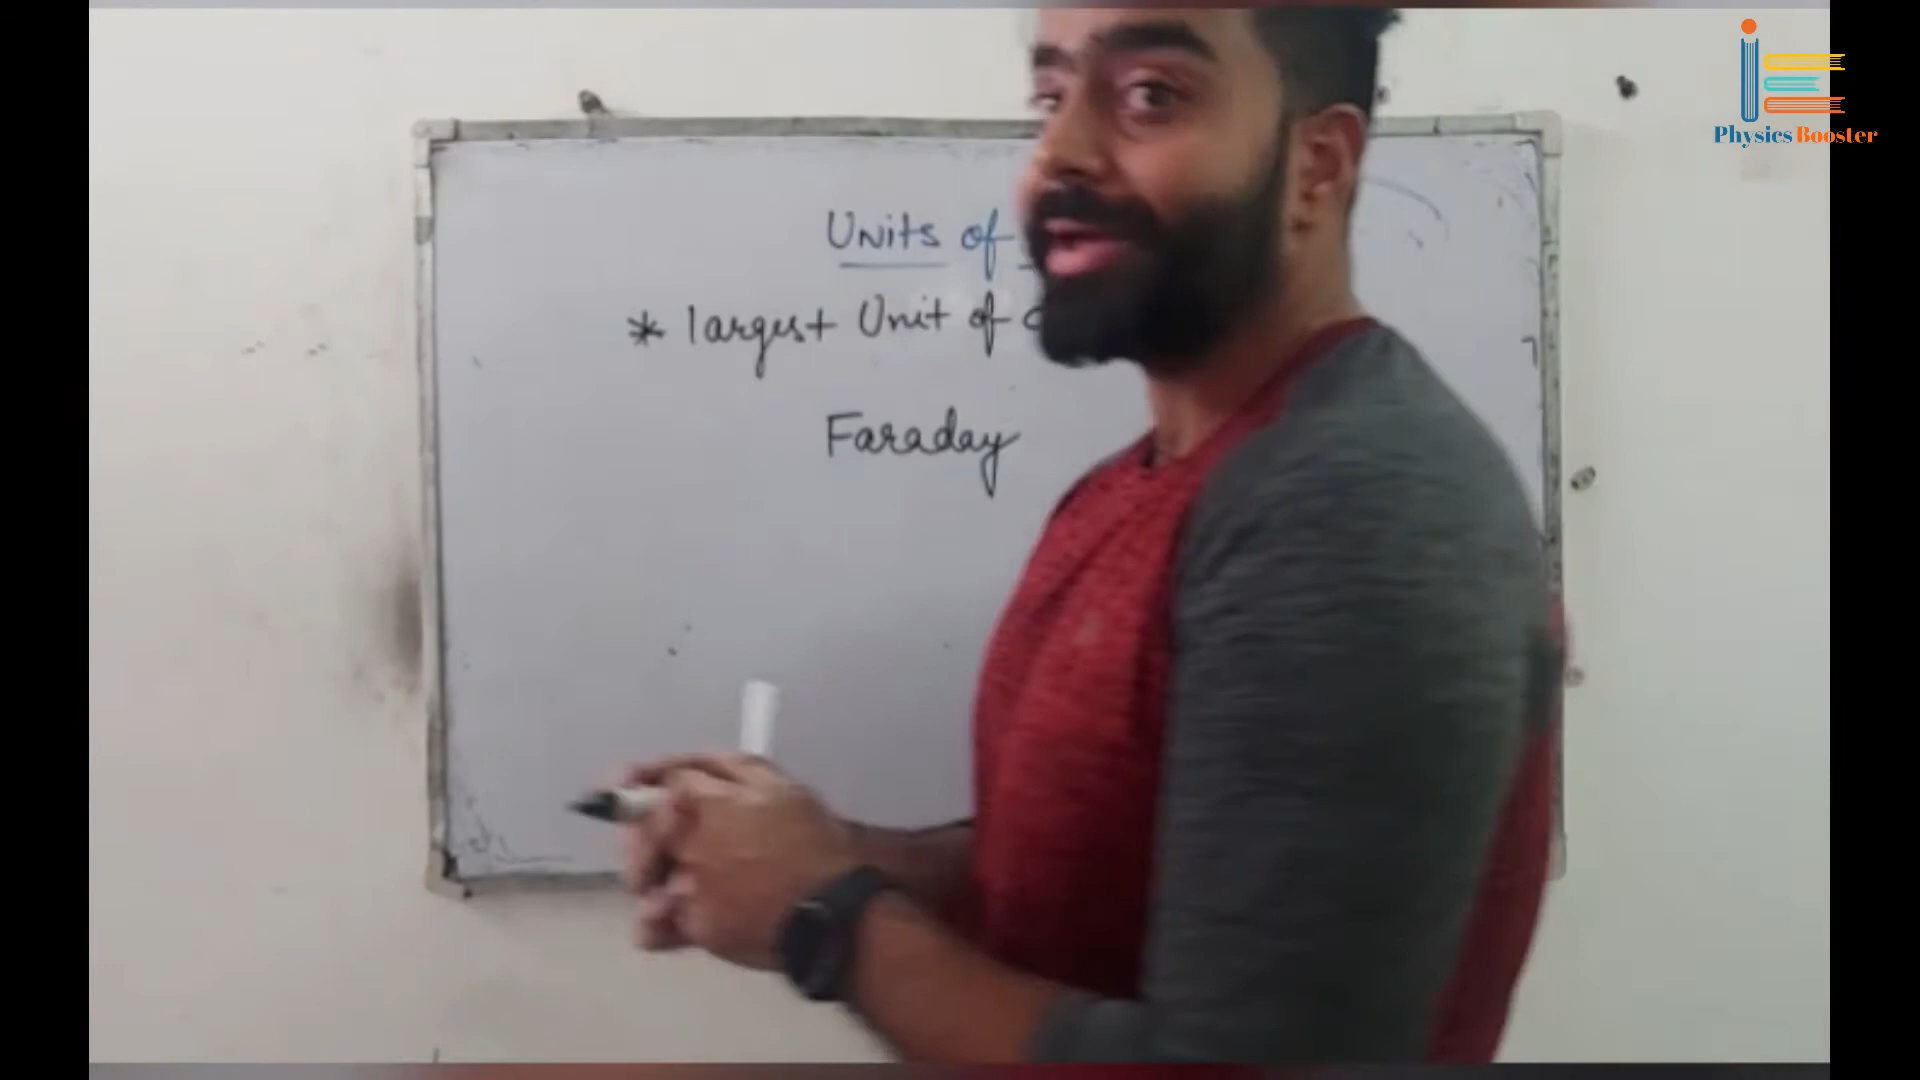 Physics Booster
Units of
* largest Unit of
Faraday